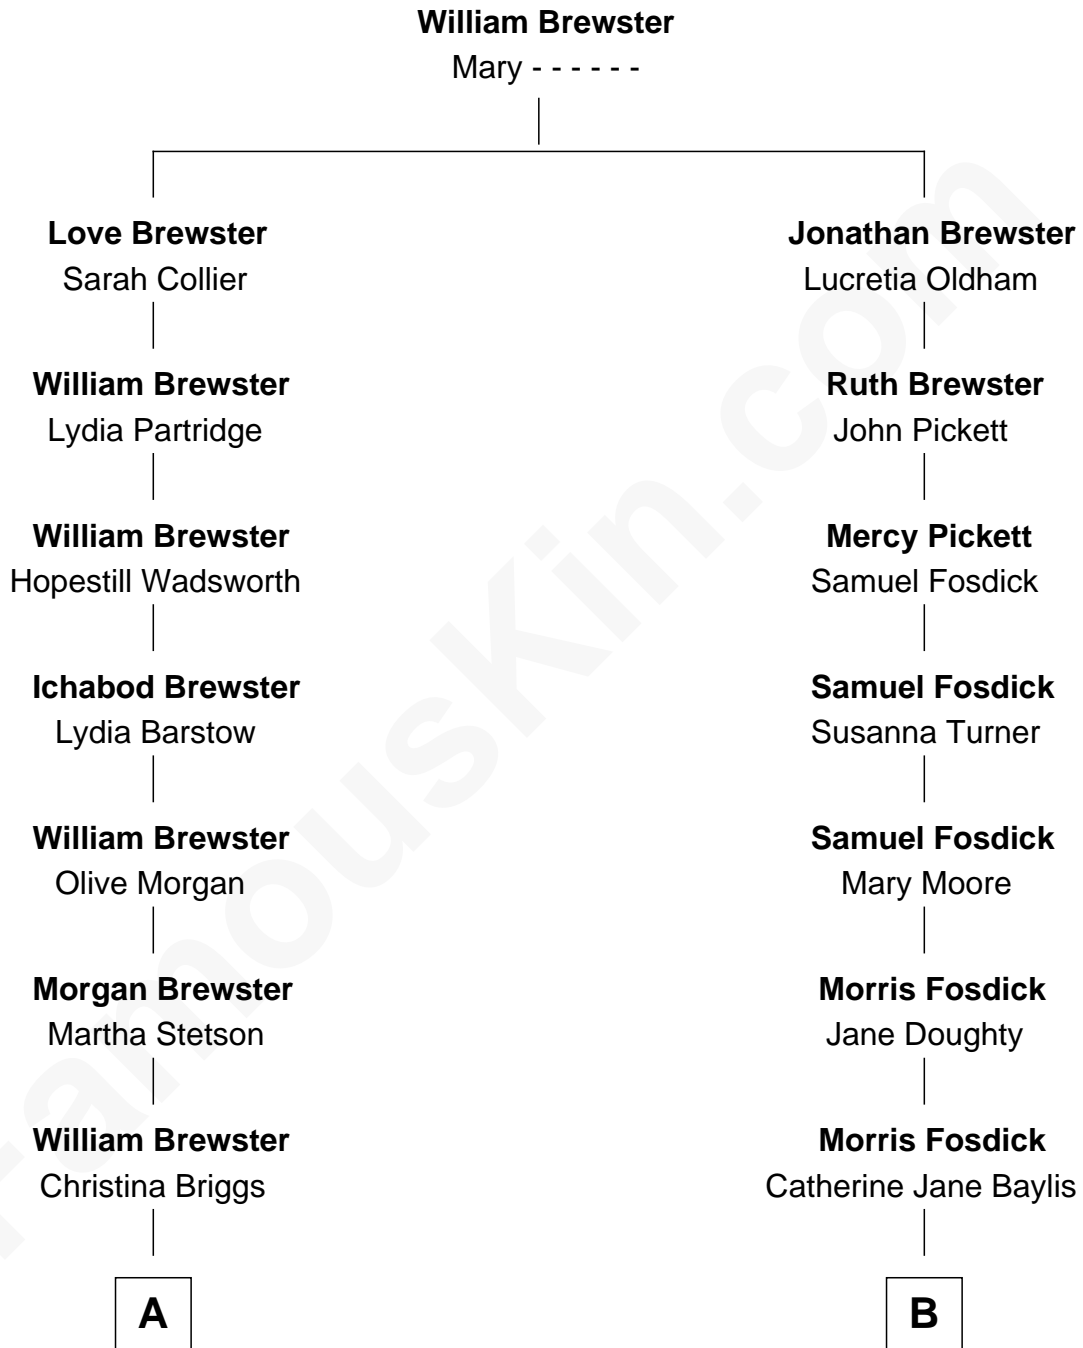 William Brewster
Mary - - - - - -
Love Brewster
Sarah Collier
Jonathan Brewster
Lucretia Oldham
William Brewster
Lydia Partridge
Ruth Brewster
John Pickett
William Brewster
Hopestill Wadsworth
Mercy Pickett
Samuel Fosdick
Ichabod Brewster
Lydia Barstow
Samuel Fosdick
Susanna Turner
William Brewster
Olive Morgan
Samuel Fosdick
Mary Moore
Morgan Brewster
Martha Stetson
Morris Fosdick
Jane Doughty
William Brewster
Christina Briggs
Morris Fosdick
Catherine Jane Baylis
A
B
FamousKin.com